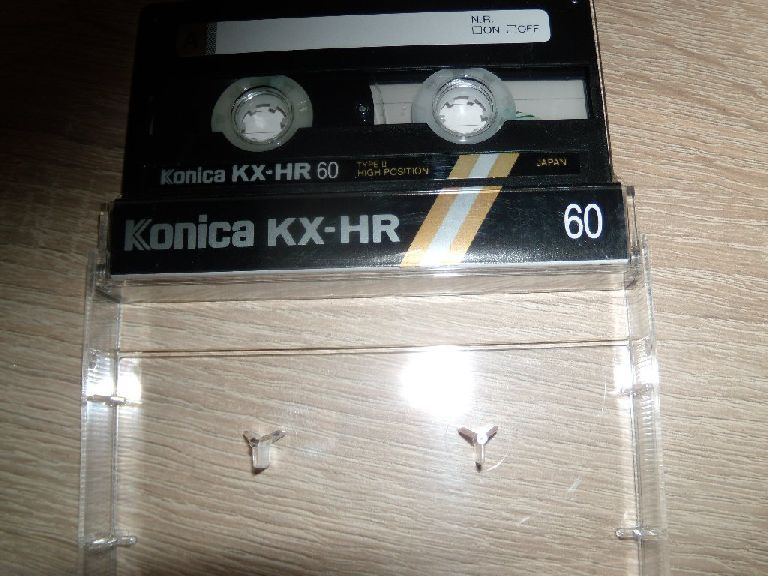 A
N.R.
□ON □OFF
Konica KX-HR 60
TYPE II
HIGH POSITION
JAPAN
Konica KX-HR
60